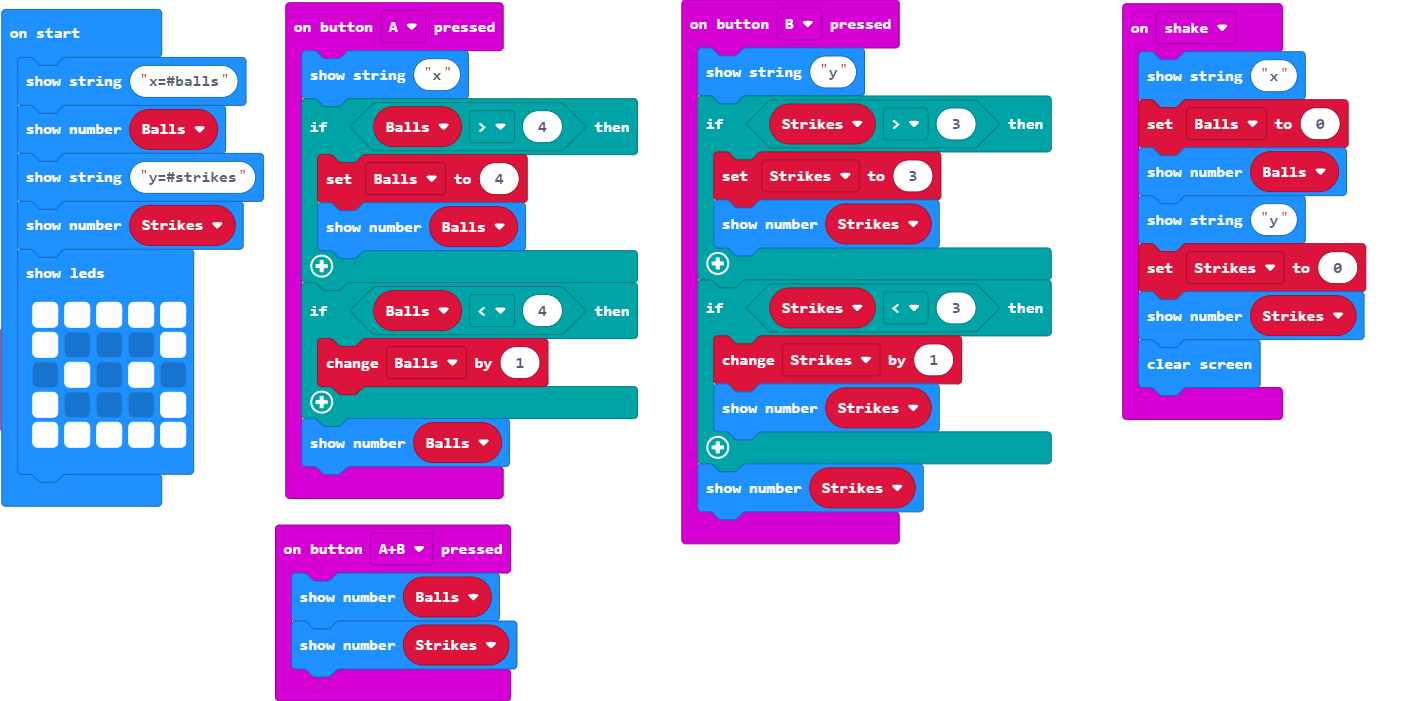 on start
show string "x=#balls"
show number Balls
show string "y=#strikes"
show number Strikes
show leds
on button A pressed
show string "x"
if Balls > 4 then
set Balls to 4
show number Balls
if Balls < 4 then
change Balls by 1
show number Balls
on button A+B pressed
show number Balls
show number Strikes
on button B pressed
show string "y"
if Strikes > 3 then
set Strikes to 3
show number Strikes
if Strikes < 3 then
change Strikes by 1
show number Strikes
show number Strikes
on shake
show string "x"
set Balls to 0
show number Balls
show string "y"
set Strikes to 0
show number Strikes
clear screen